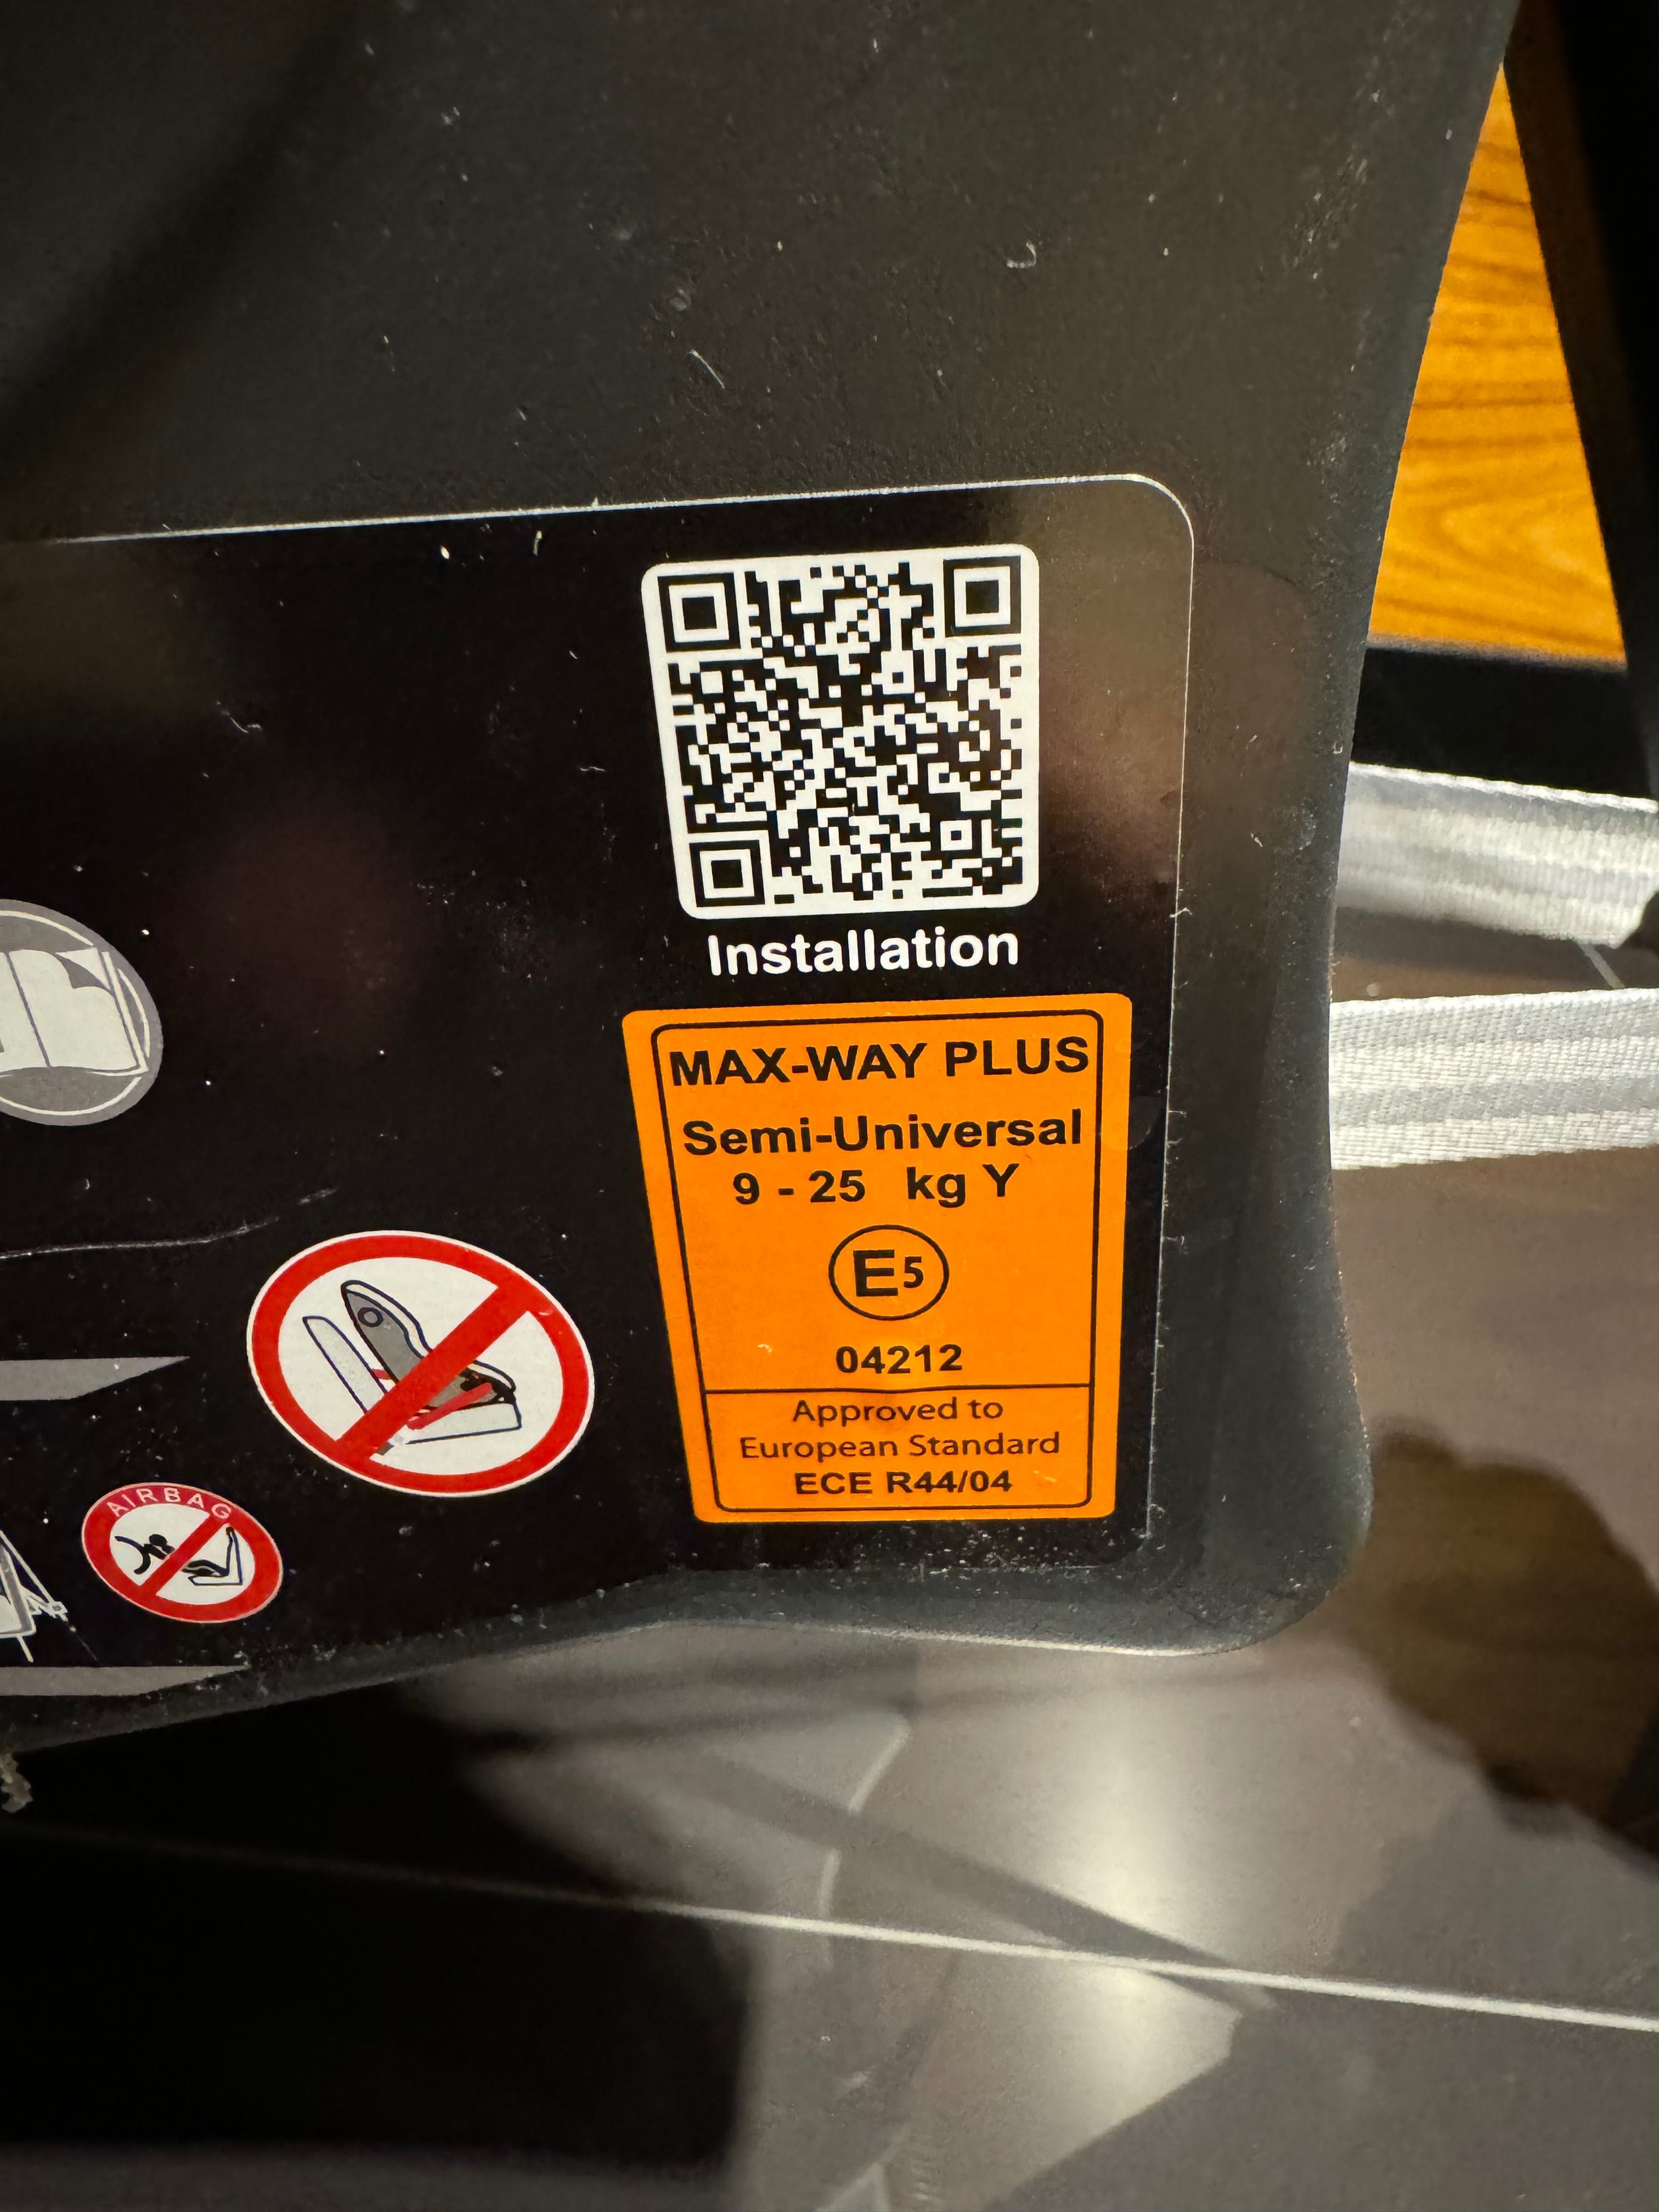 Installation
MAX-WAY PLUS
Semi-Universal
9 - 25 kg Y
E5
04212
Approved to
European Standard
ECE R44/04
AIRBAG